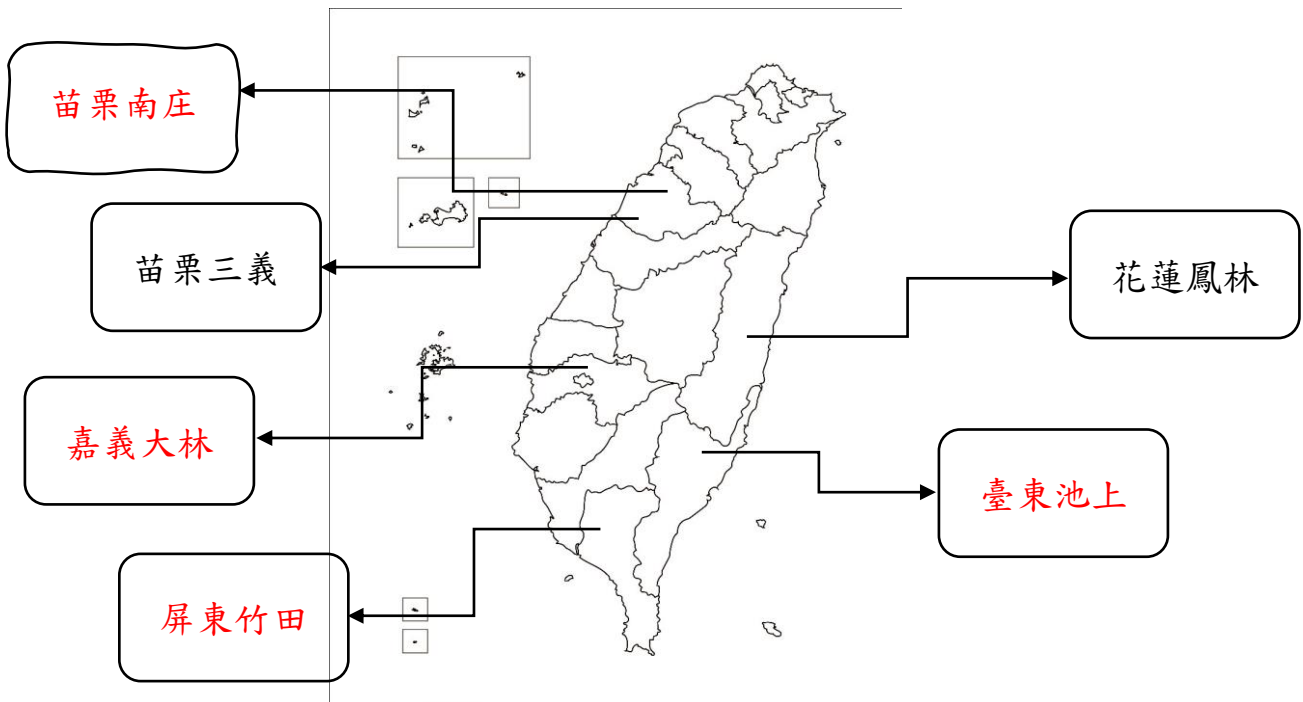 苗栗南庄
苗栗三義
花蓮鳳林
嘉義大林
臺東池上
屏東竹田